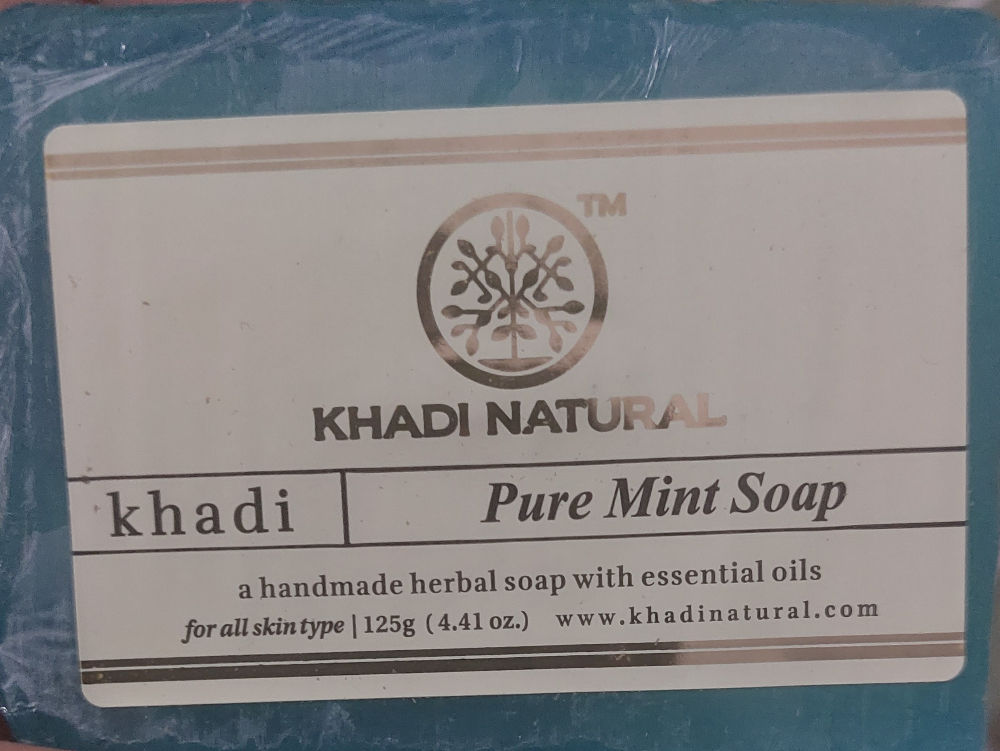 TM
KHADI NATURAL
khadi
Pure Mint Soap
a handmade herbal soap with essential oils
for all skin type | 125g (4.41 oz.) www.khadinatural.com